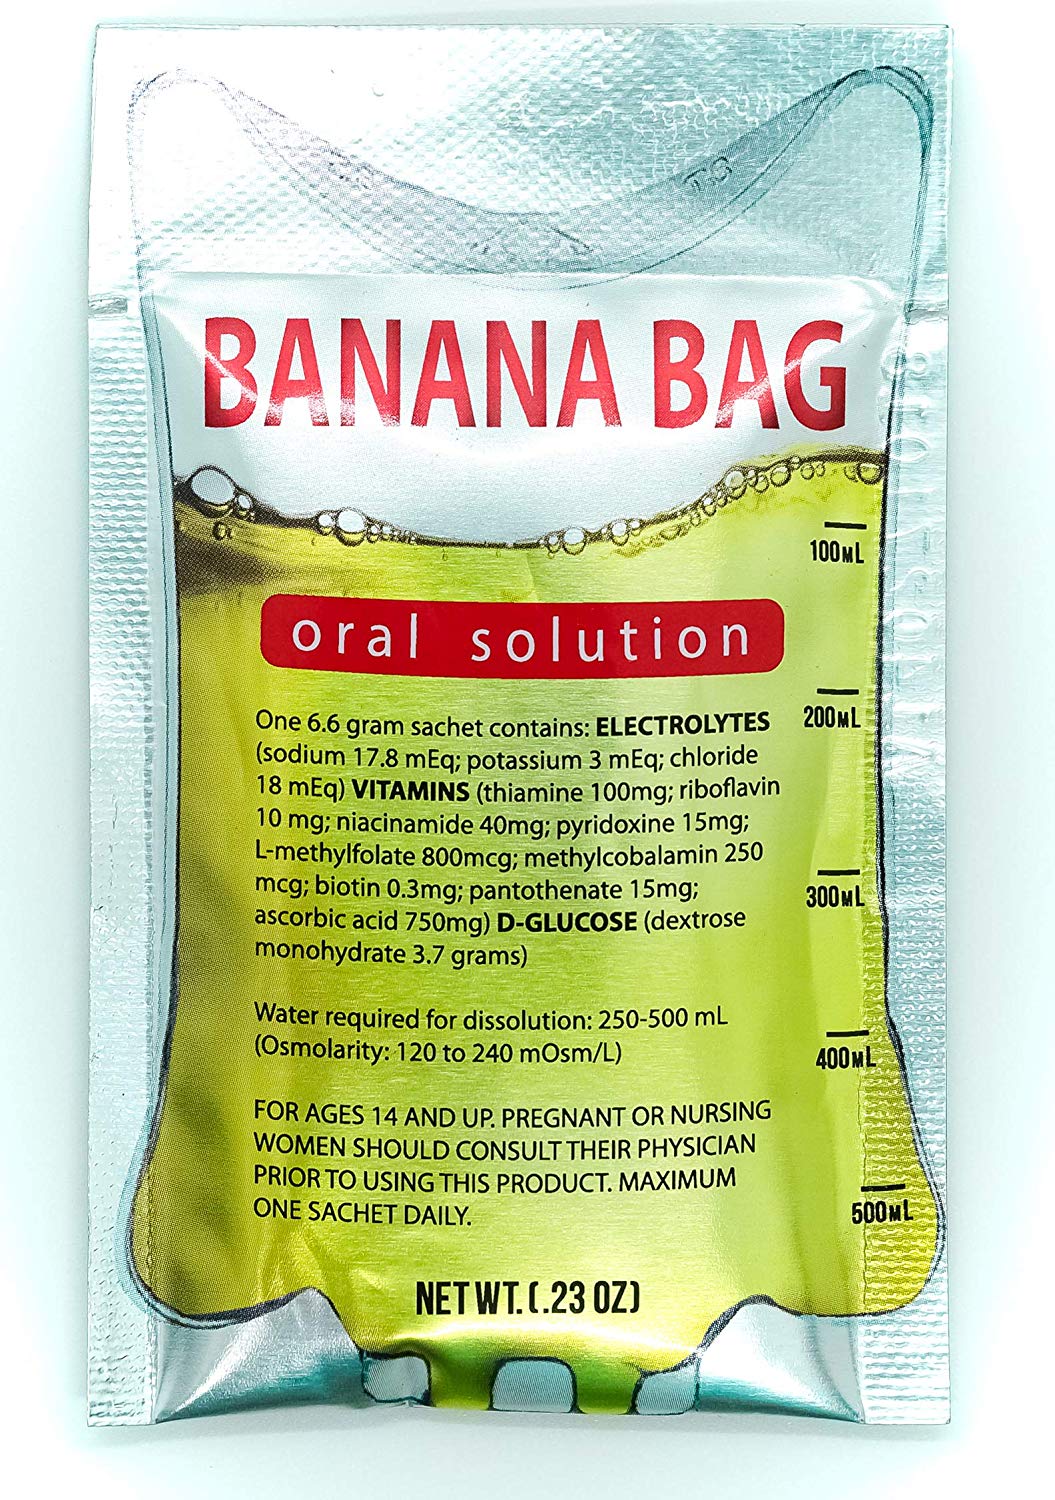 BANANA BAG
100mL
oral solution
One 6.6 gram sachet contains: ELECTROLYTES
200mL
(sodium 17.8 mEq; potassium 3 mEq; chloride
18 mEq) VITAMINS (thiamine 100mg; riboflavin
10 mg; niacinamide 40mg; pyridoxine 15mg;
L-methylfolate 800mcg; methylcobalamin 250
mcg; biotin 0.3mg; pantothenate 15mg;
300mL
ascorbic acid 750mg) D-GLUCOSE (dextrose
monohydrate 3.7 grams)
Water required for dissolution: 250-500 mL
(Osmolarity: 120 to 240 mOsm/L)
400mL
FOR AGES 14 AND UP. PREGNANT OR NURSING
WOMEN SHOULD CONSULT THEIR PHYSICIAN
PRIOR TO USING THIS PRODUCT. MAXIMUM
ONE SACHET DAILY.
500mL
NET WT. (.23 OZ)